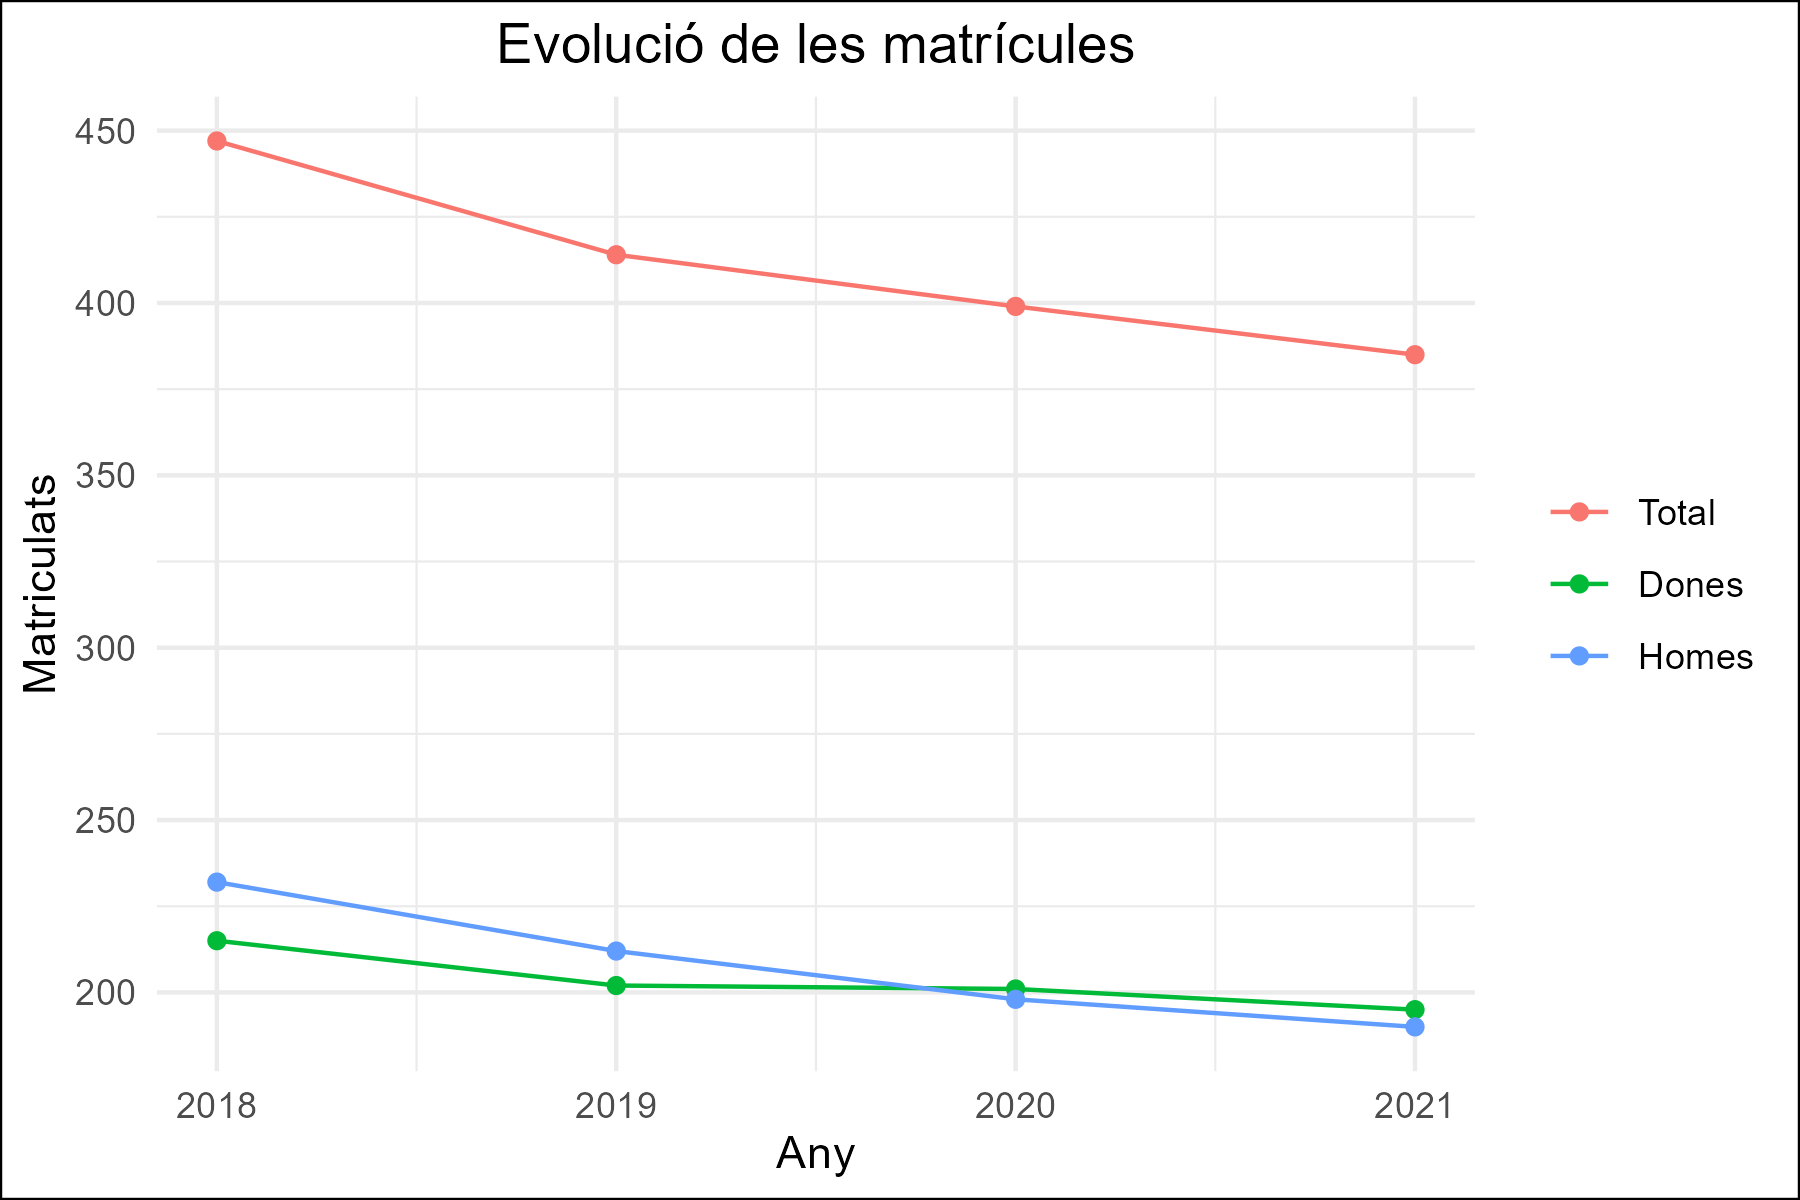 Evolució de les matrícules
Matriculats
450
400
350
300
250
200
2018 2019 2020 2021
Any
Total
Dones
Homes